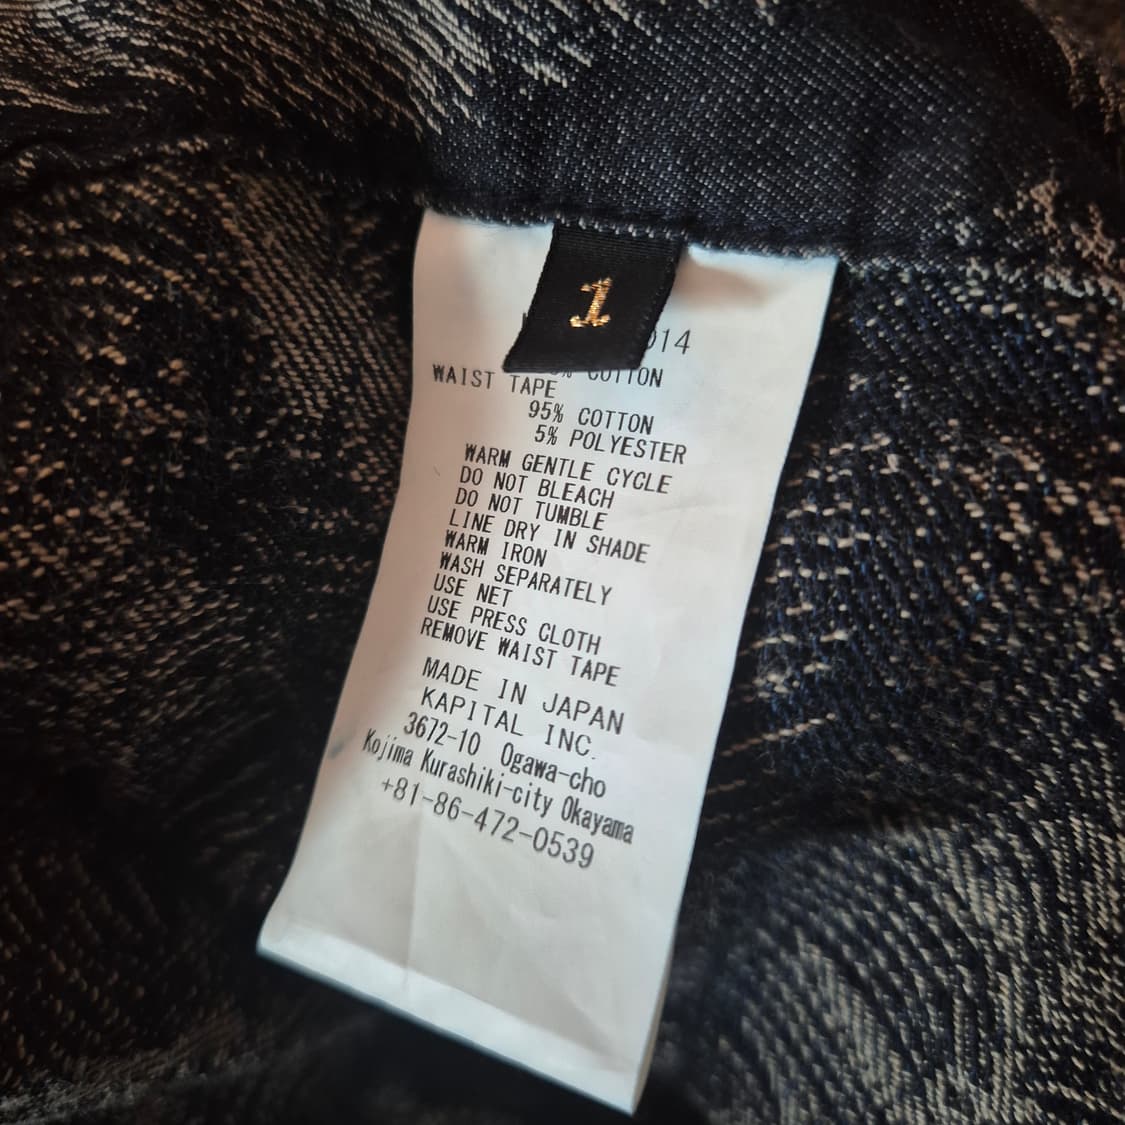 1
014
COTTON
WAIST TAPE
95% COTTON
5% POLYESTER
WARM GENTLE CYCLE
DO NOT BLEACH
DO NOT TUMBLE
LINE DRY IN SHADE
WARM IRON
WASH SEPARATELY
USE NET
USE PRESS CLOTH
REMOVE WAIST TAPE
MADE IN JAPAN
KAPITAL INC.
3672-10 Ogawa-cho
Kojima Kurashiki-city Okayama
+81-86-472-0539